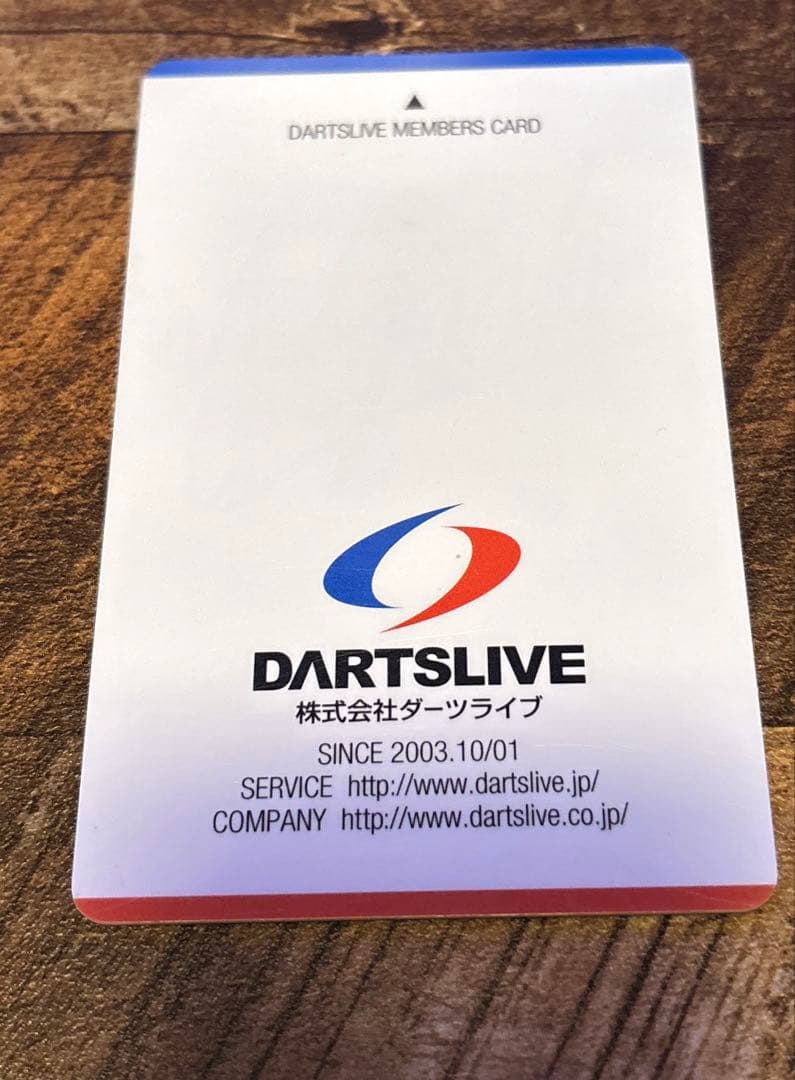 ▲
DARTSLIVE MEMBERS CARD
DARTSLIVE
株式会社ダーツライブ
SINCE 2003.10/01
SERVICE http://www.dartslive.jp/
COMPANY http://www.dartslive.co.jp/